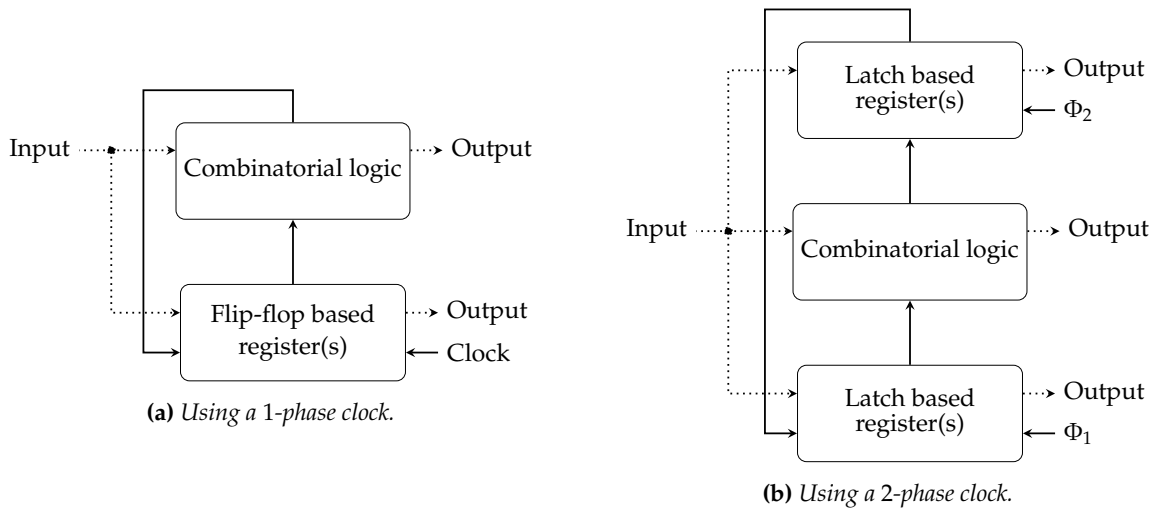 Input
Combinatorial logic
Output
Flip-flop based
register(s)
Output
Clock
(a) Using a 1-phase clock.
Latch based
register(s)
Output
Φ2
Input
Combinatorial logic
Output
Latch based
register(s)
Output
Φ1
(b) Using a 2-phase clock.